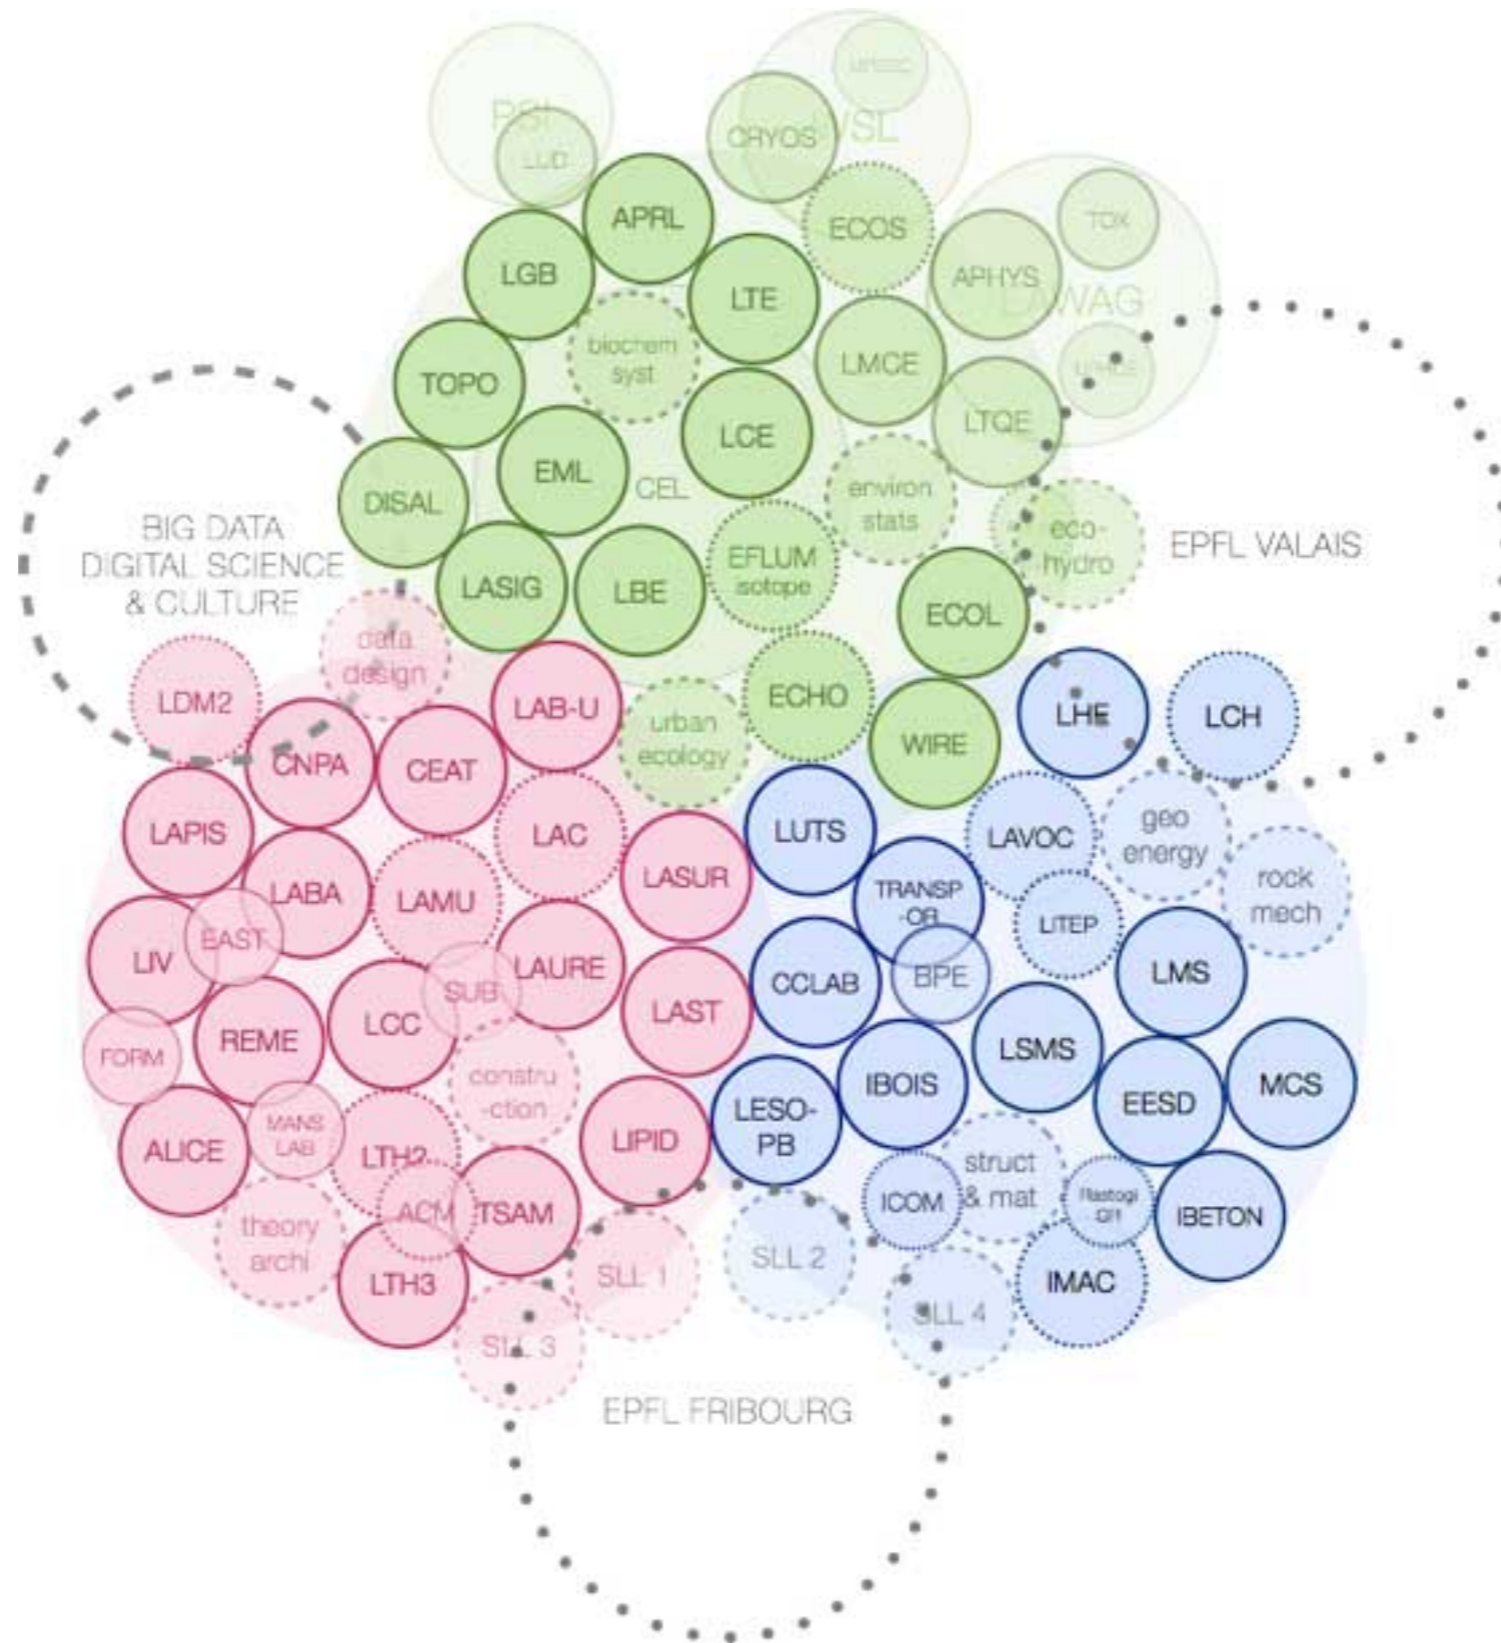 PSI
LUD
CRYOS
WSL
APRL
ECOS
TOX
LGB
LTE
APHYS
EAWAG
biochem
syst
LMCE
TOPO
LTQE
LCE
EML
CEL
environ
stats
DISAL
BIG DATA
DIGITAL SCIENCE
& CULTURE
eco-
hydro
EPFL VALAIS
EFLUM
isotope
LASIG
LBE
ECOL
data
design
LDM2
LAB-U
ECHO
LHE
LCH
urban
ecology
WIRE
CNPA
CEAT
LAPIS
LAC
LUTS
LAVOC
geo
energy
LASUR
LABA
LAMU
TRANSP
-OR
LITEP
rock
mech
EAST
LIV
LAURE
SUB
CCLAB
BPE
LMS
LAST
LCC
REME
FORM
LSMS
constru
-ction
IBOIS
MCS
EESD
LESO-
PB
LIPID
MANS
LAB
ALICE
LTH2
struct
& mat
ACM
TSAM
ICOM
Rastogi
IBETON
theory
archi
SLL 1
SLL 2
LTH3
IMAC
SLL 3
SLL 4
EPFL FRIBOURG